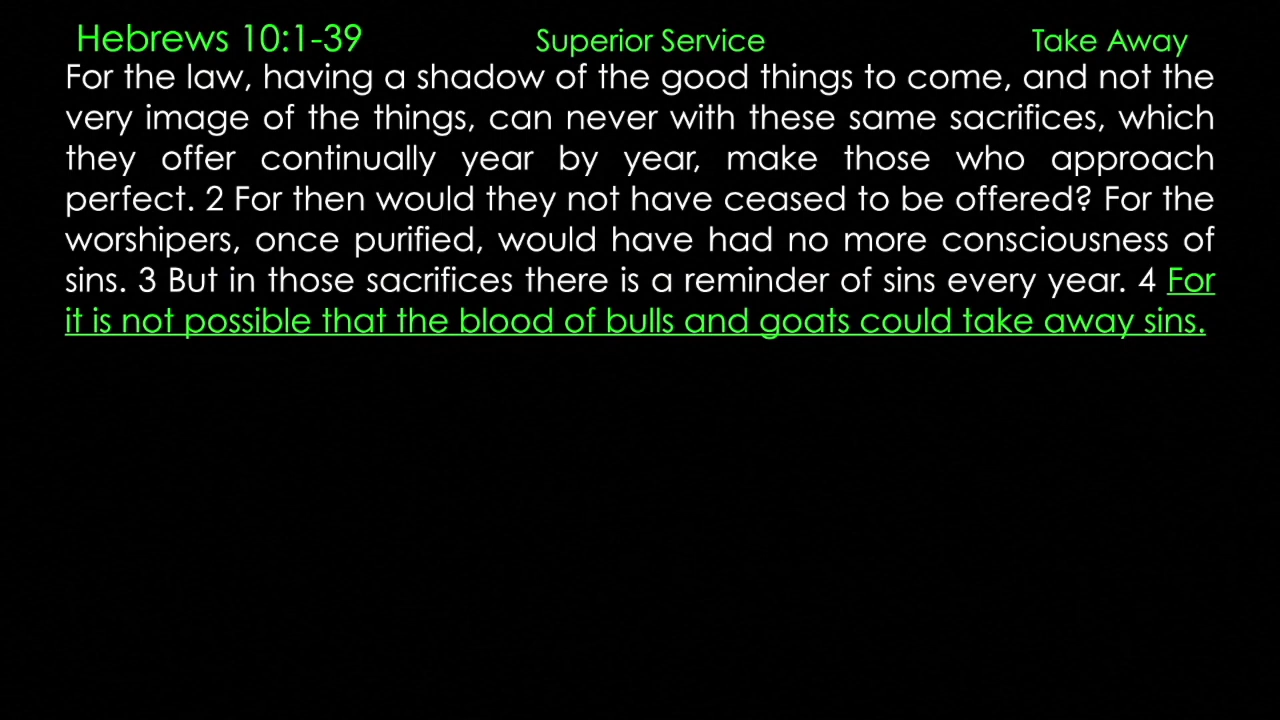 Hebrews 10:1-39 Superior Service Take Away
For the law, having a shadow of the good things to come, and not the
very image of the things, can never with these same sacrifices, which
they offer continually year by year, make those who approach
perfect. 2 For then would they not have ceased to be offered? For the
worshipers, once purified, would have had no more consciousness of
sins. 3 But in those sacrifices there is a reminder of sins every year. 4 For
it is not possible that the blood of bulls and goats could take away sins.